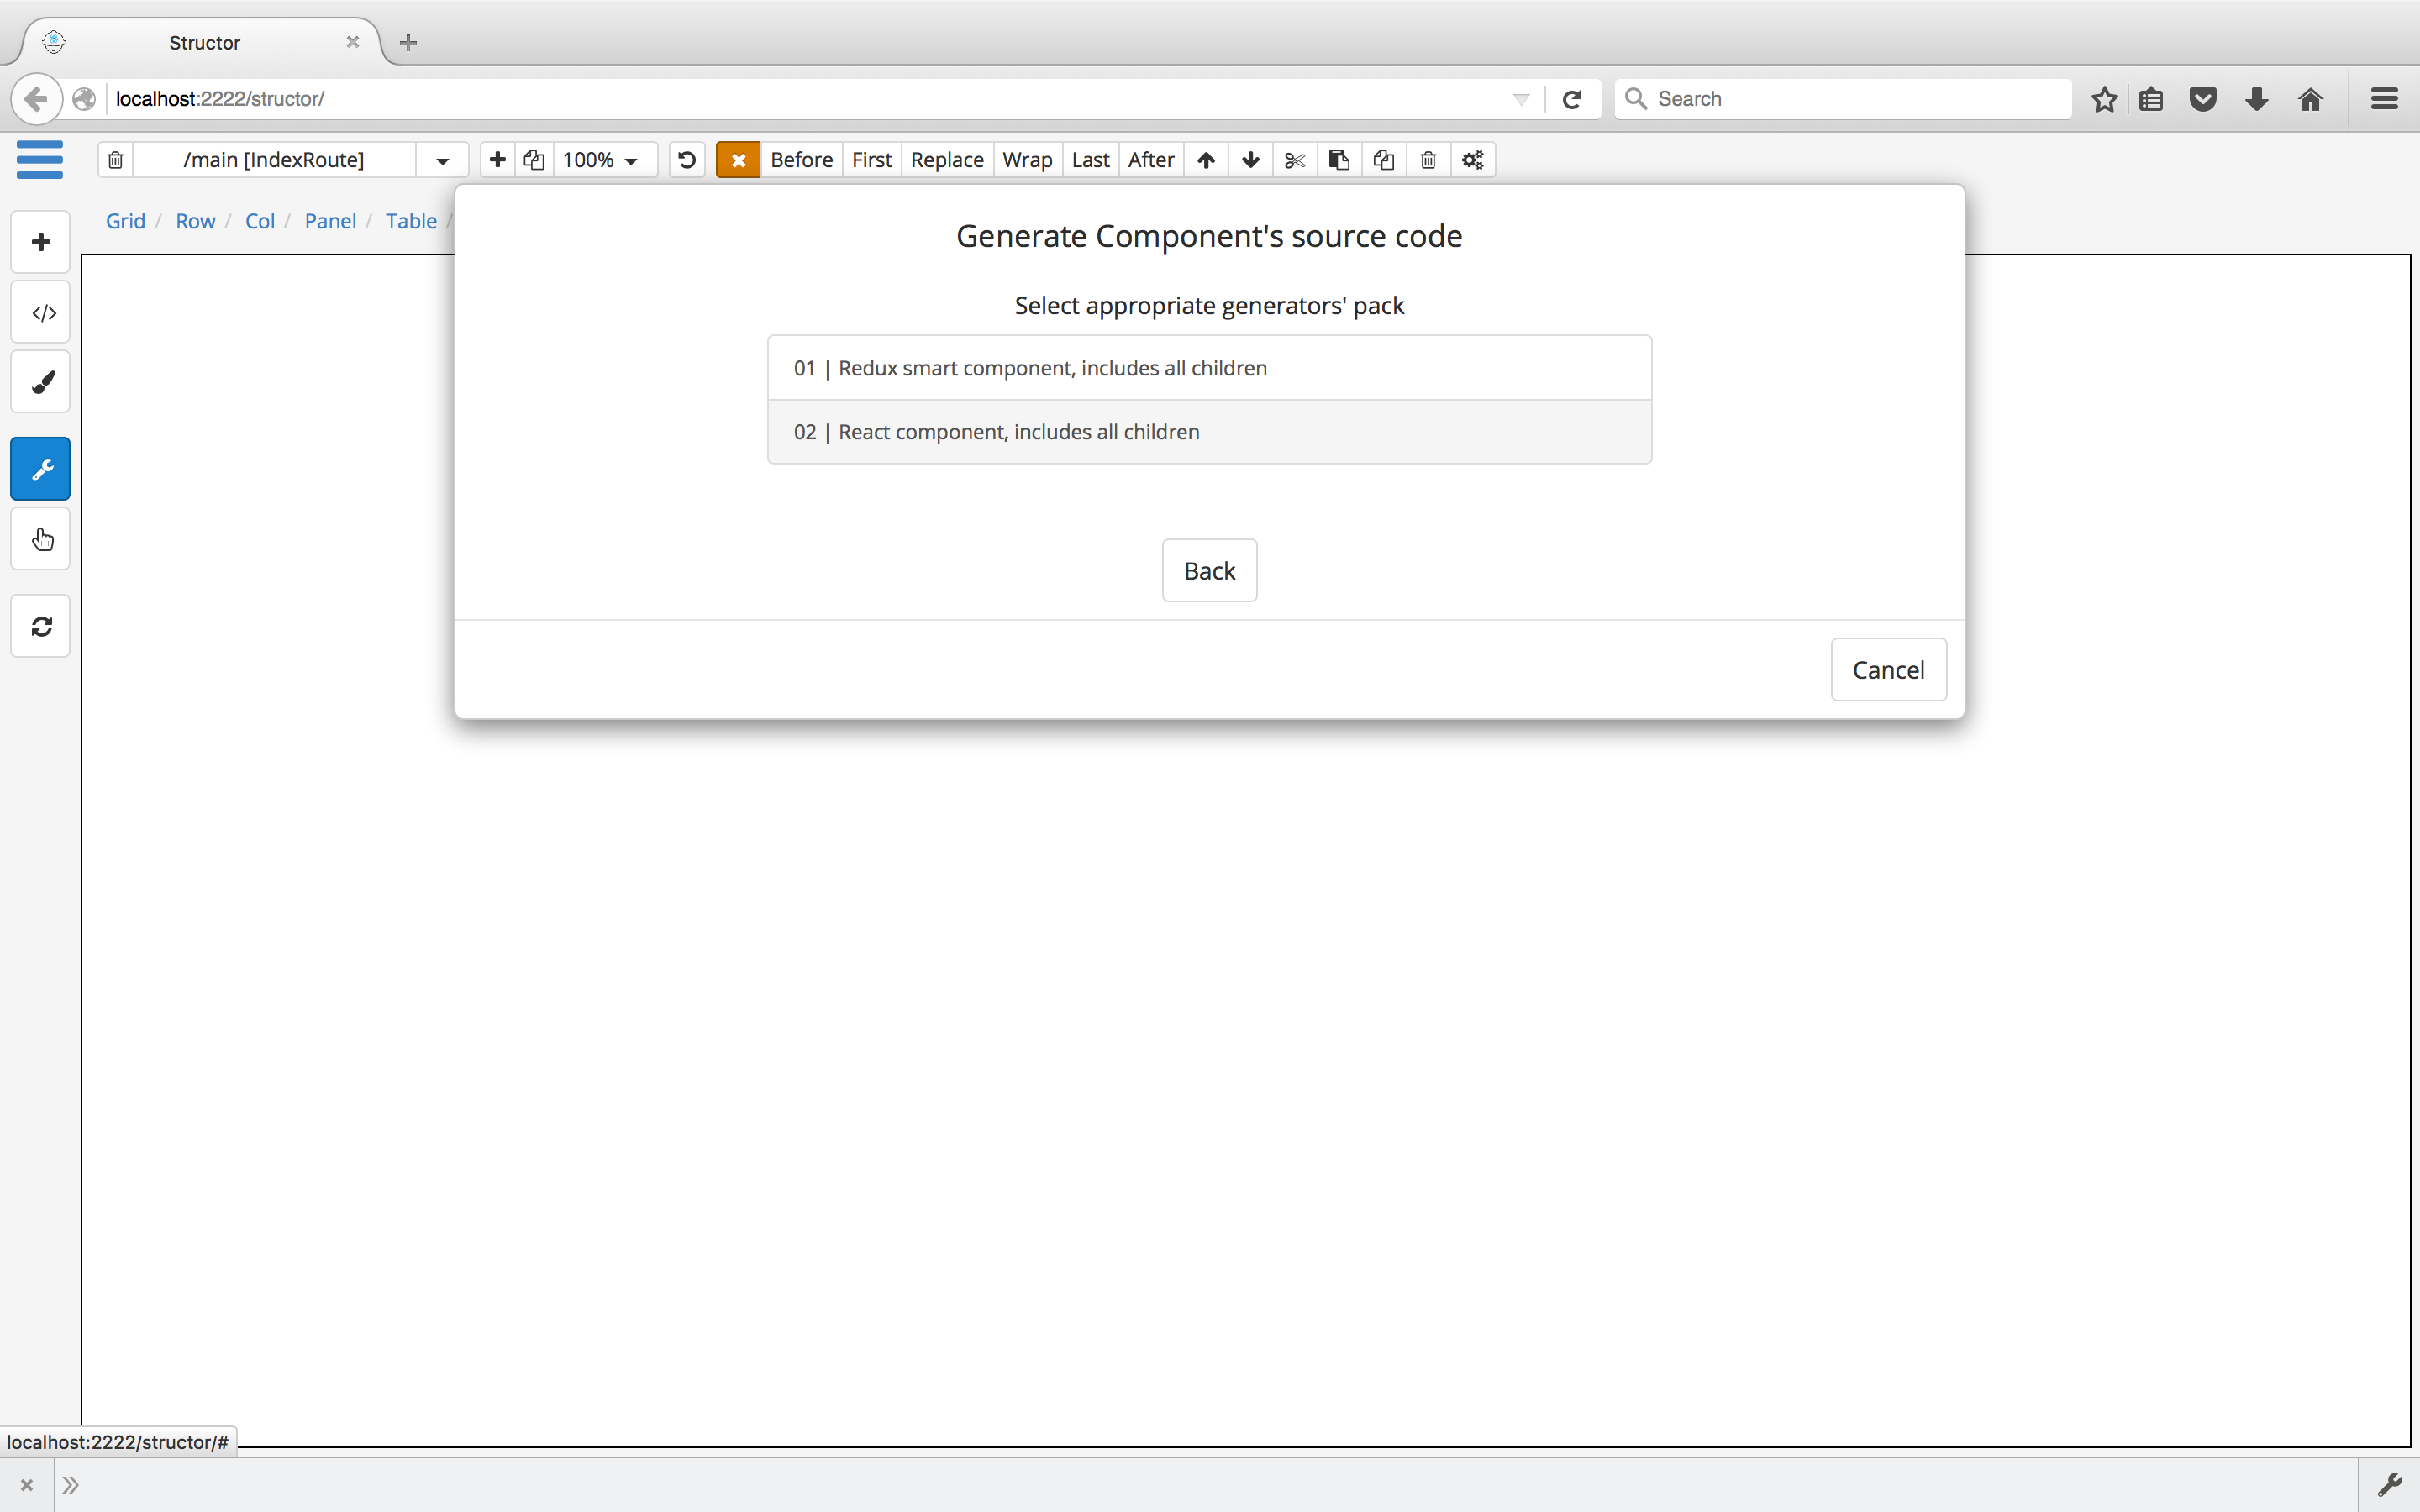 Structor
localhost:2222/structor/
Search
/main [IndexRoute]
100%
Before
First
Replace
Wrap
Last
After
Grid / Row / Col / Panel / Table /
Generate Component's source code
Select appropriate generators' pack
01 | Redux smart component, includes all children
02 | React component, includes all children
Back
Cancel
localhost:2222/structor/#